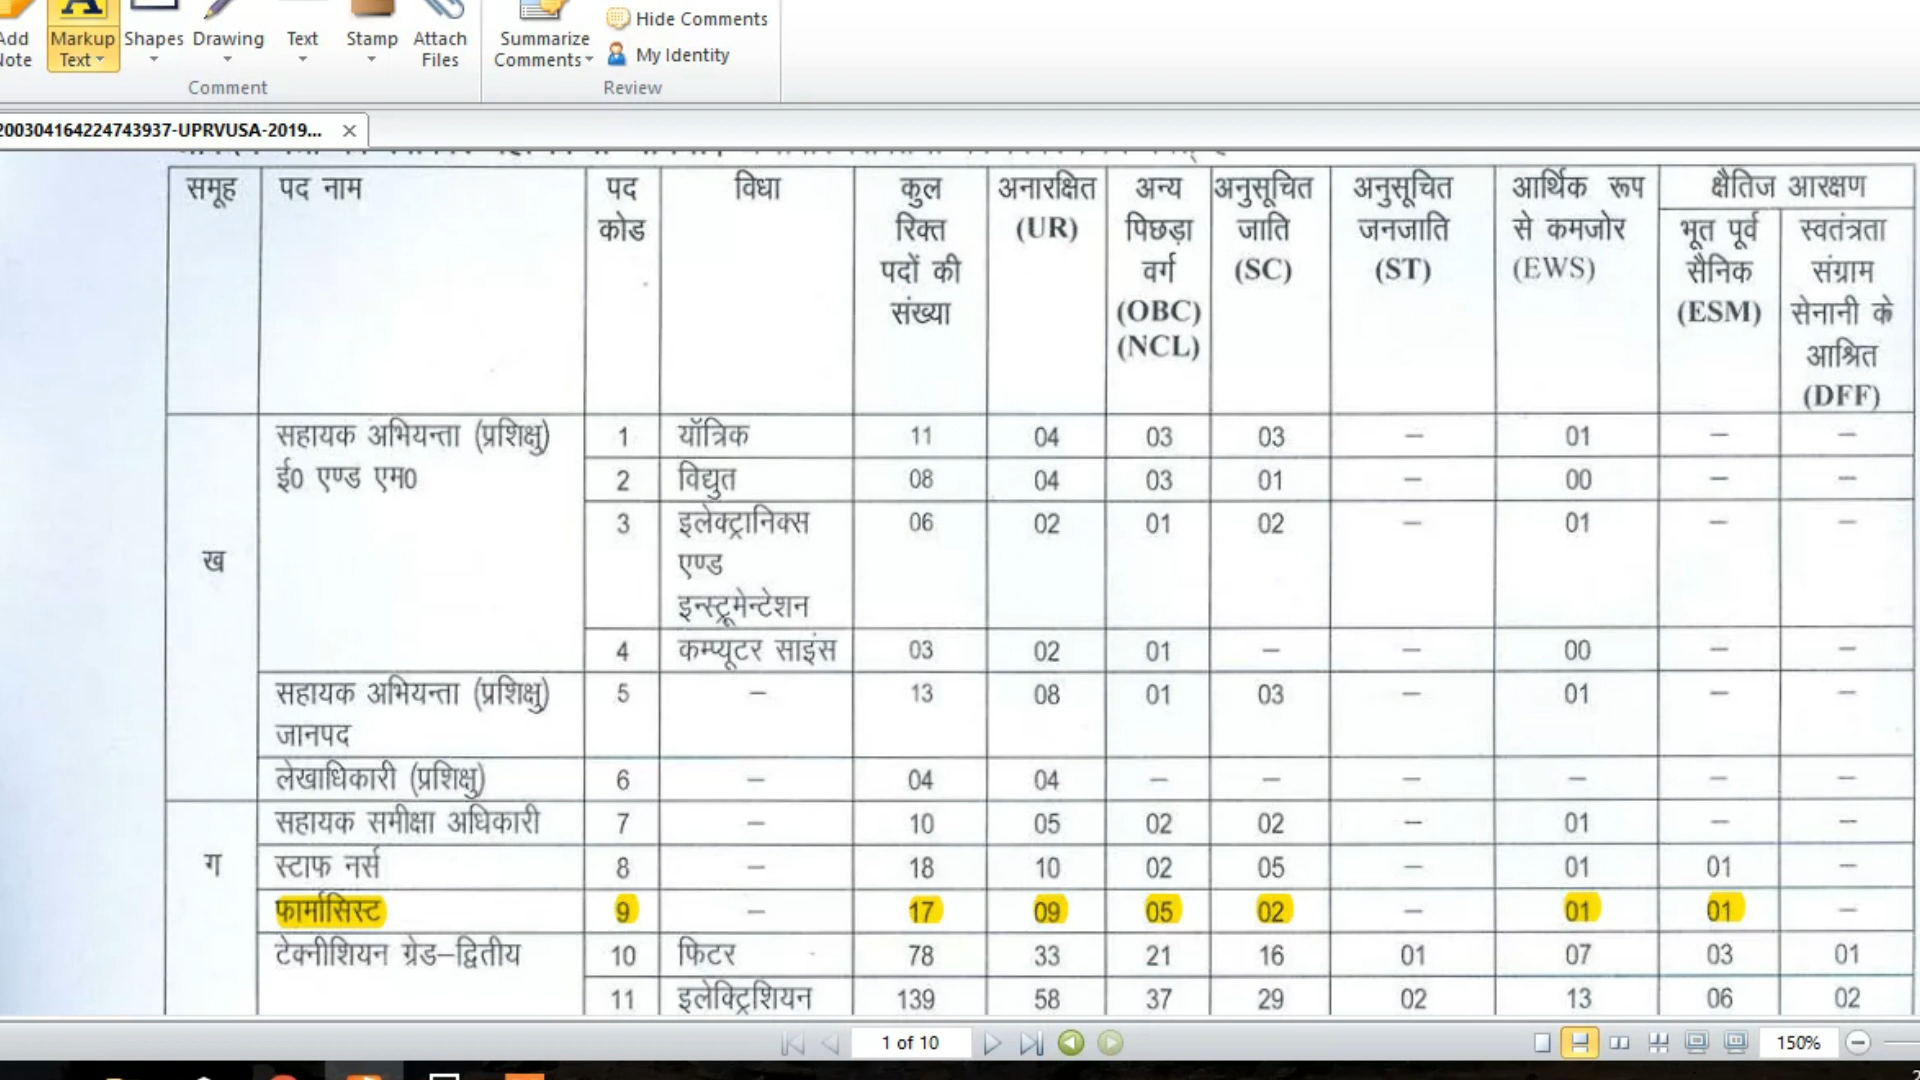 Add Note
Markup Text
Shapes
Drawing
Text
Stamp
Attach Files
Summarize Comments
Hide Comments
My Identity
Comment
Review
200304164224743937-UPRVUSA-2019...
समूह पद नाम पद कोड विधा कुल रिक्त पदों की संख्या अनारक्षित (UR) अन्य पिछड़ा वर्ग (OBC) (NCL) अनुसूचित जाति (SC) अनुसूचित जनजाति (ST) आर्थिक रूप से कमजोर (EWS) क्षैतिज आरक्षण
भूत पूर्व सैनिक (ESM) स्वतंत्रता संग्राम सेनानी के आश्रित (DFF)
ख
सहायक अभियन्ता (प्रशिक्षु) 1 यॉत्रिक 11 04 03 03 – 01 – –
ई0 एण्ड एम0 2 विद्युत 08 04 03 01 – 00 – –
3 इलेक्ट्रानिक्स एण्ड इन्स्ट्रूमेन्टेशन 06 02 01 02 – 01 – –
4 कम्प्यूटर साइंस 03 02 01 – – 00 – –
सहायक अभियन्ता (प्रशिक्षु) जानपद 5 – 13 08 01 03 – 01 – –
लेखाधिकारी (प्रशिक्षु) 6 – 04 04 – – – – – –
ग
सहायक समीक्षा अधिकारी 7 – 10 05 02 02 – 01 – –
स्टाफ नर्स 8 – 18 10 02 05 – 01 01 –
फार्मासिस्ट 9 – 17 09 05 02 – 01 01 –
टेक्नीशियन ग्रेड–द्वितीय 10 फिटर 78 33 21 16 01 07 03 01
11 इलेक्ट्रिशियन 139 58 37 29 02 13 06 02
1 of 10
150%